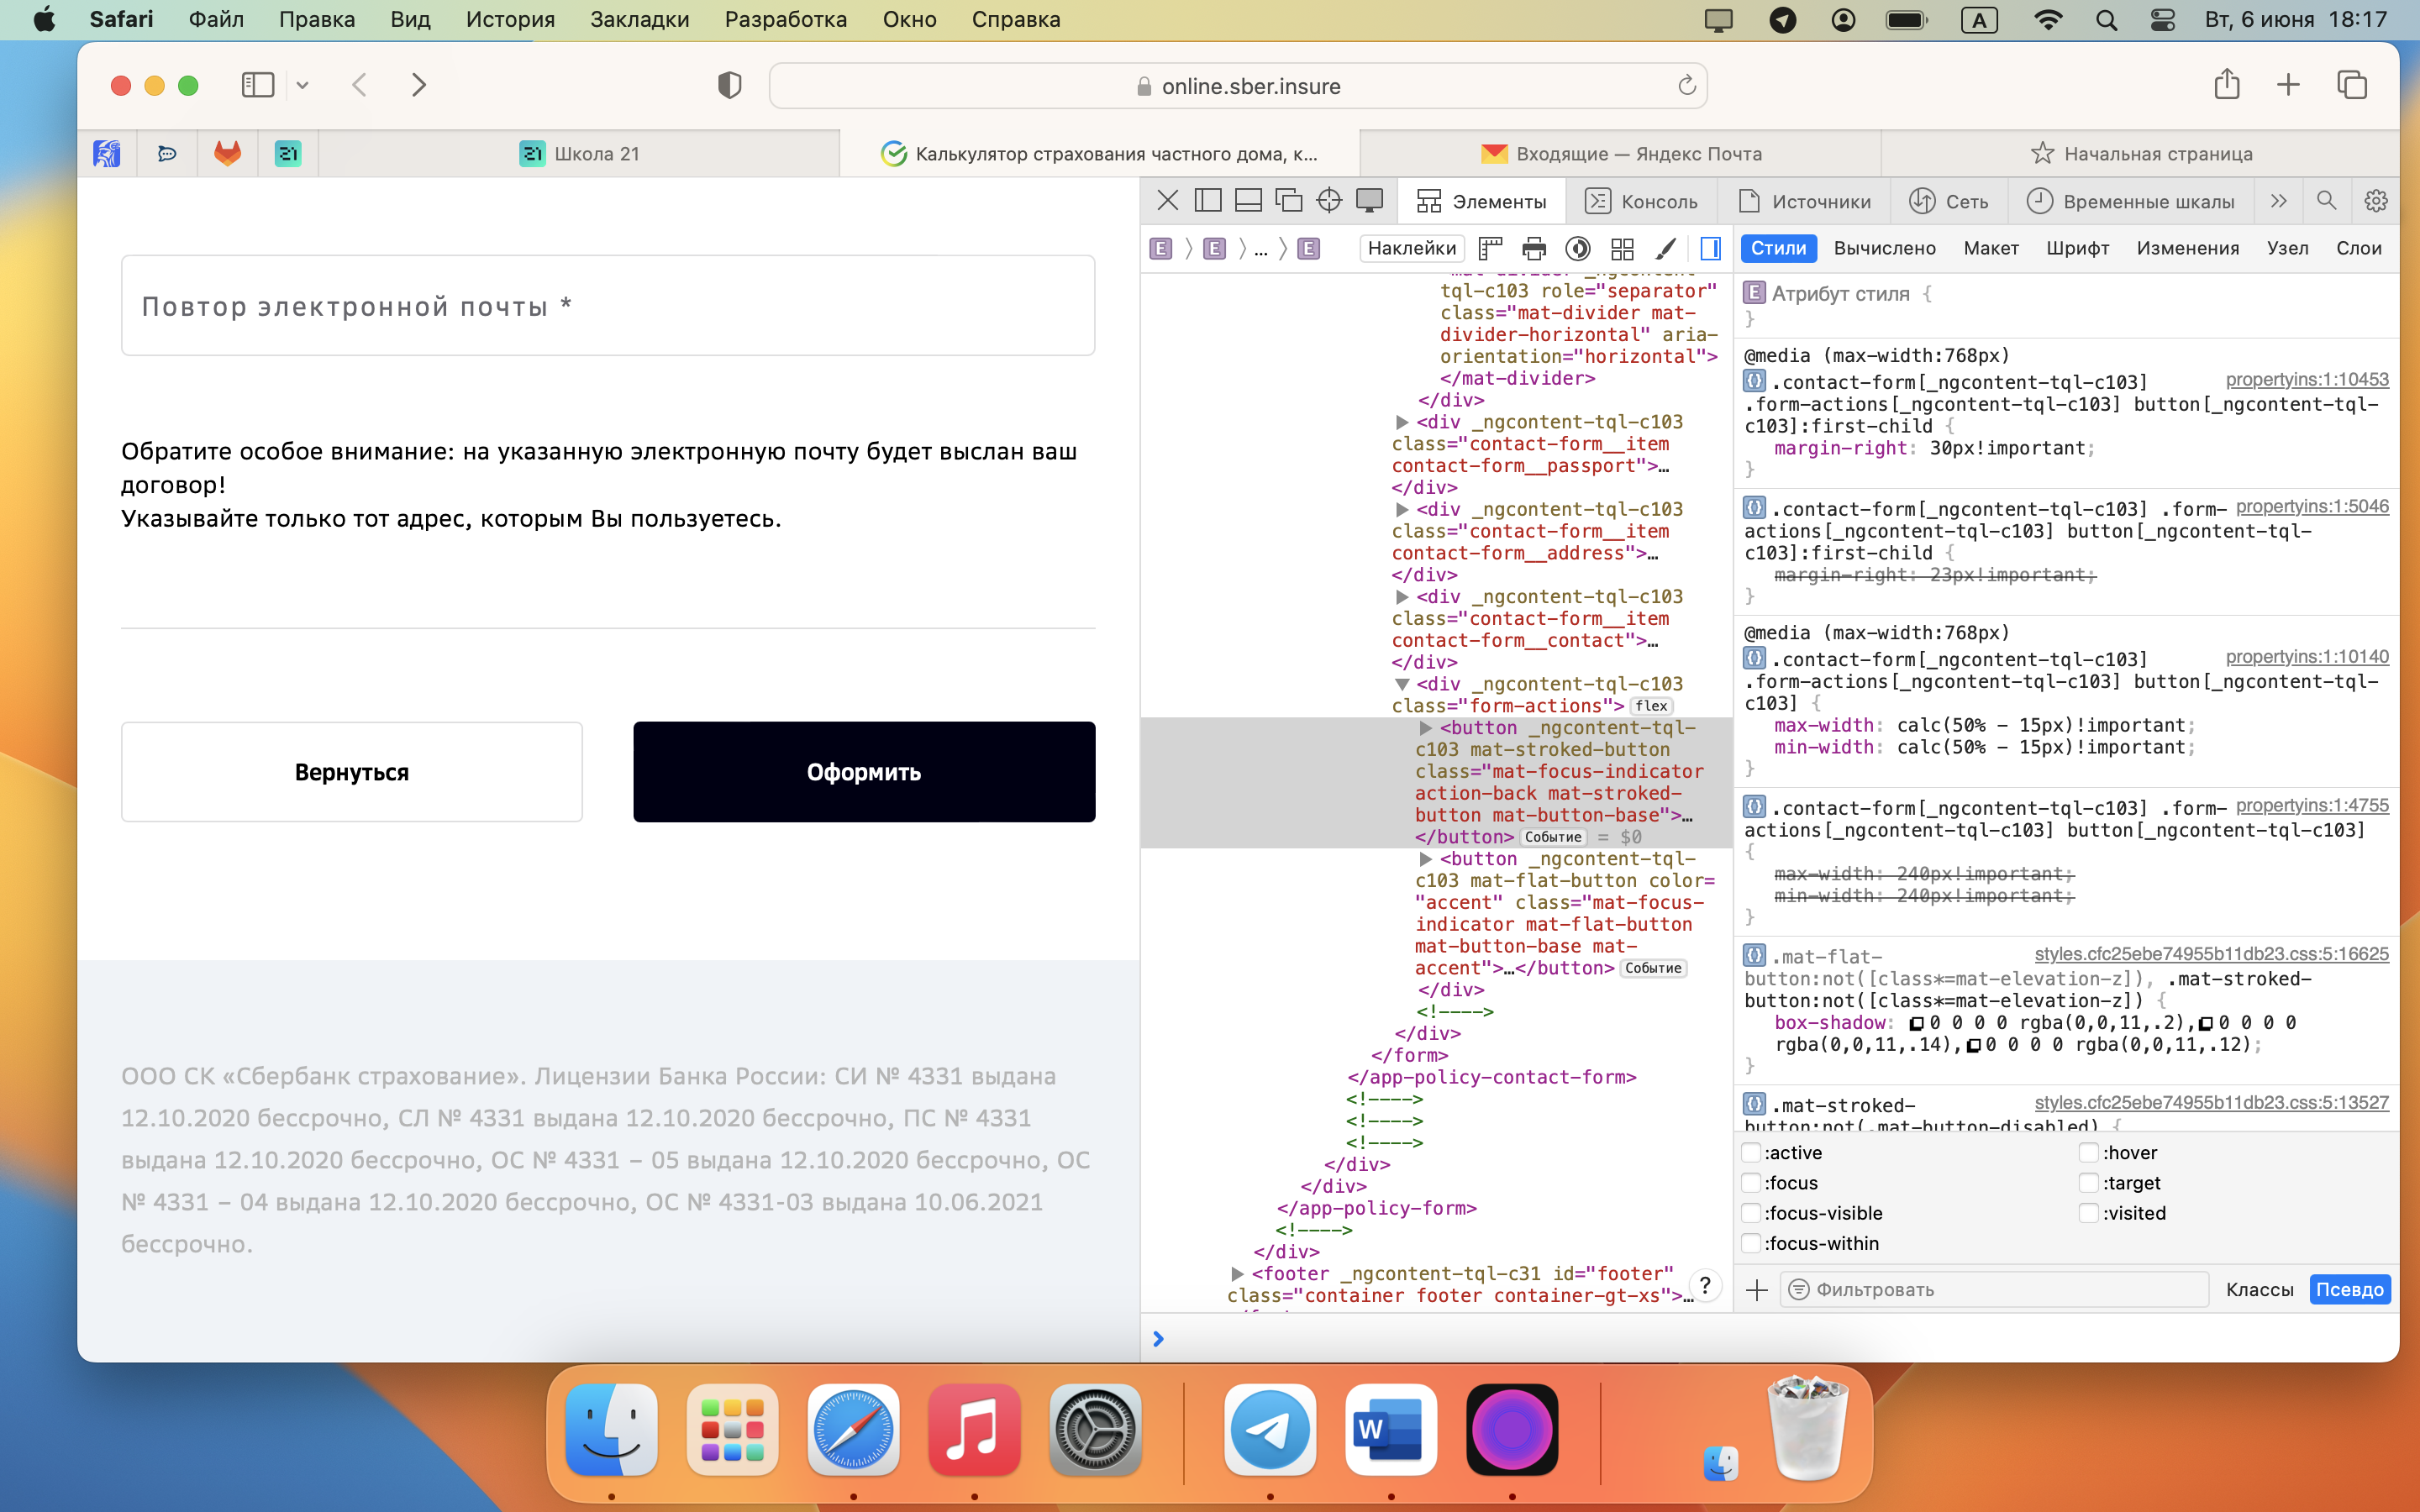 Safari Файл Правка Вид История Закладки Разработка Окно Справка A Вт, 6 июня 18:17
online.sber.insure
21 21 Школа 21 Калькулятор страхования частного дома, к... Входящие — Яндекс Почта Начальная страница
Повтор электронной почты *
Обратите особое внимание: на указанную электронную почту будет выслан ваш
договор!
Указывайте только тот адрес, которым Вы пользуетесь.
Вернуться Оформить
ООО СК «Сбербанк страхование». Лицензии Банка России: СИ № 4331 выдана
12.10.2020 бессрочно, СЛ № 4331 выдана 12.10.2020 бессрочно, ПС № 4331
выдана 12.10.2020 бессрочно, ОС № 4331 – 05 выдана 12.10.2020 бессрочно, ОС
№ 4331 – 04 выдана 12.10.2020 бессрочно, ОС № 4331-03 выдана 10.06.2021
бессрочно.
Элементы Консоль Источники Сеть Временные шкалы
E E ... E Наклейки
tql-c103 role="separator"
class="mat-divider mat-
divider-horizontal" aria-
orientation="horizontal">
</mat-divider>
</div>
<div _ngcontent-tql-c103
class="contact-form__item
contact-form__passport">…
</div>
<div _ngcontent-tql-c103
class="contact-form__item
contact-form__address">…
</div>
<div _ngcontent-tql-c103
class="contact-form__item
contact-form__contact">…
</div>
<div _ngcontent-tql-c103
class="form-actions"> flex
<button _ngcontent-tql-
c103 mat-stroked-button
class="mat-focus-indicator
action-back mat-stroked-
button mat-button-base">…
</button> Событие = $0
<button _ngcontent-tql-
c103 mat-flat-button color=
"accent" class="mat-focus-
indicator mat-flat-button
mat-button-base mat-
accent">…</button> Событие
</div>
<!---->
</div>
</form>
</app-policy-contact-form>
<!---->
<!---->
<!---->
</div>
</div>
</app-policy-form>
<!---->
</div>
<footer _ngcontent-tql-c31 id="footer"
class="container footer container-gt-xs">…
?
Стили Вычислено Макет Шрифт Изменения Узел Слои
E Атрибут стиля {
}
@media (max-width:768px)
.contact-form[_ngcontent-tql-c103] propertyins:1:10453
.form-actions[_ngcontent-tql-c103] button[_ngcontent-tql-
c103]:first-child {
margin-right: 30px!important;
}
.contact-form[_ngcontent-tql-c103] .form- propertyins:1:5046
actions[_ngcontent-tql-c103] button[_ngcontent-tql-
c103]:first-child {
margin-right: 23px!important;
}
@media (max-width:768px)
.contact-form[_ngcontent-tql-c103] propertyins:1:10140
.form-actions[_ngcontent-tql-c103] button[_ngcontent-tql-
c103] {
max-width: calc(50% - 15px)!important;
min-width: calc(50% - 15px)!important;
}
.contact-form[_ngcontent-tql-c103] .form- propertyins:1:4755
actions[_ngcontent-tql-c103] button[_ngcontent-tql-c103]
{
max-width: 240px!important;
min-width: 240px!important;
}
.mat-flat- styles.cfc25ebe74955b11db23.css:5:16625
button:not([class*=mat-elevation-z]), .mat-stroked-
button:not([class*=mat-elevation-z]) {
box-shadow: 0 0 0 0 rgba(0,0,11,.2), 0 0 0 0
rgba(0,0,11,.14), 0 0 0 0 rgba(0,0,11,.12);
}
.mat-stroked- styles.cfc25ebe74955b11db23.css:5:13527
button:not(.mat-button-disabled) {
:active :hover
:focus :target
:focus-visible :visited
:focus-within
Фильтровать Классы Псевдо
W